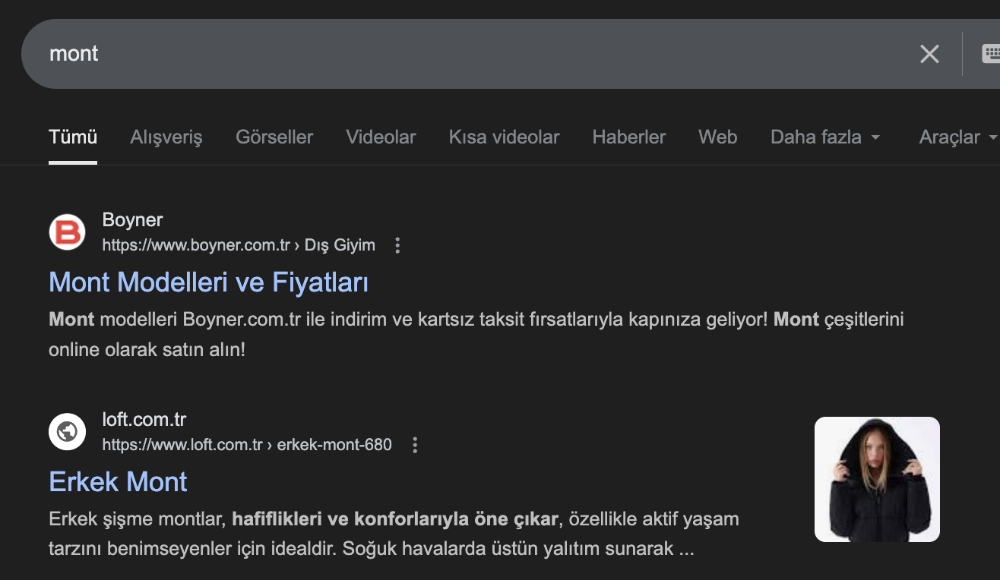 mont
Tümü Alışveriş Görseller Videolar Kısa videolar Haberler Web Daha fazla Araçlar
B
Boyner
https://www.boyner.com.tr › Dış Giyim
Mont Modelleri ve Fiyatları
Mont modelleri Boyner.com.tr ile indirim ve kartsız taksit fırsatlarıyla kapınıza geliyor! Mont çeşitlerini
online olarak satın alın!
loft.com.tr
https://www.loft.com.tr › erkek-mont-680
Erkek Mont
Erkek şişme montlar, hafiflikleri ve konforlarıyla öne çıkar, özellikle aktif yaşam
tarzını benimseyenler için idealdir. Soğuk havalarda üstün yalıtım sunarak ...